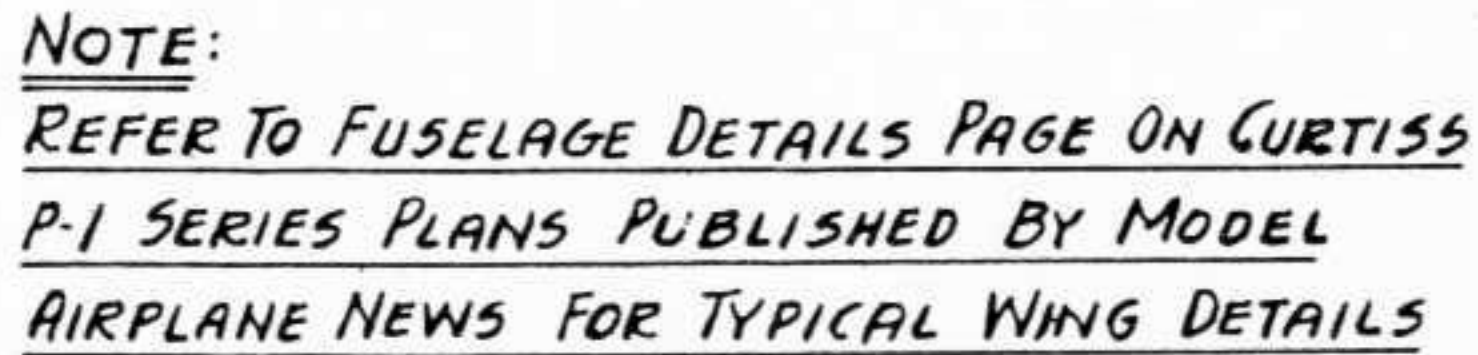 NOTE:
REFER TO FUSELAGE DETAILS PAGE ON CURTISS
P-1 SERIES PLANS PUBLISHED BY MODEL
AIRPLANE NEWS FOR TYPICAL WING DETAILS